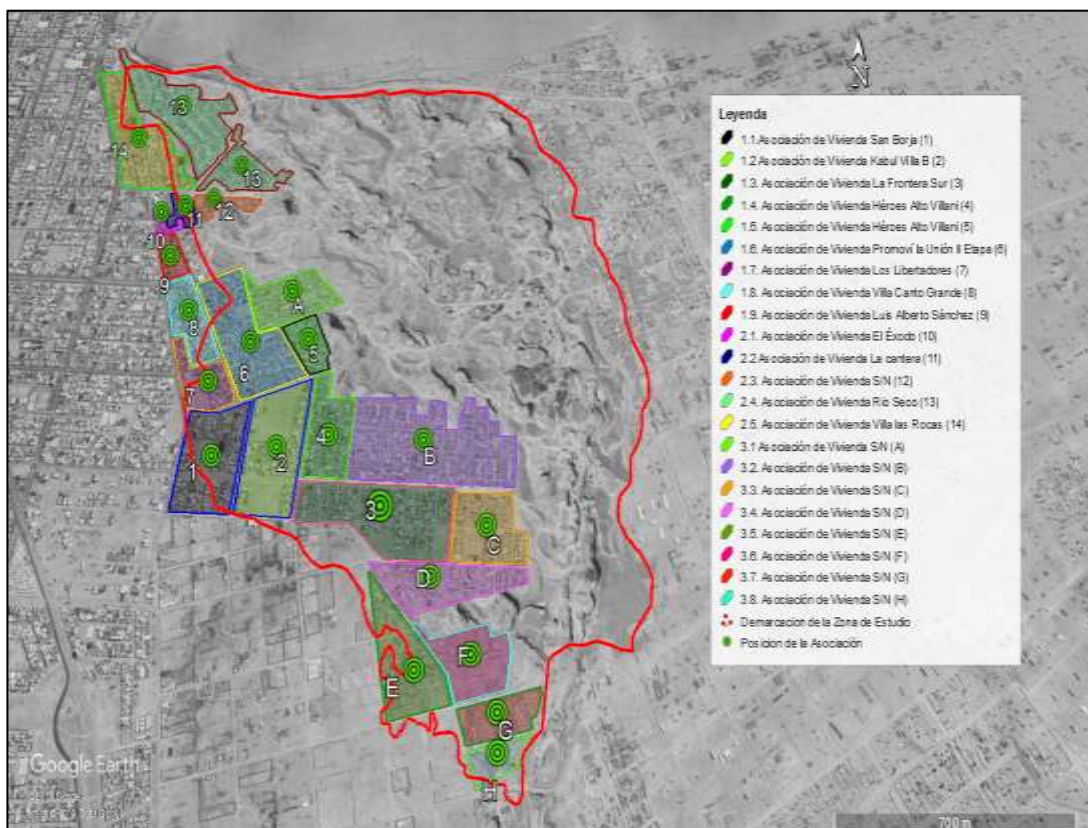 N
Leyenda
1.1 Asociación de Vivienda San Borja (1)
1.2 Asociación de Vivienda Kabul Villa B (2)
1.3. Asociación de Vivienda La Frontera Sur (3)
1.4. Asociación de Vivienda Héroes Alto Villani (4)
1.5. Asociación de Vivienda Héroes Alto Villani (5)
1.6. Asociación de Vivienda Promoví la Unión II Etapa (6)
1.7. Asociación de Vivienda Los Libertadores (7)
1.8. Asociación de Vivienda Villa Canto Grande (8)
1.9. Asociación de Vivienda Luis Alberto Sánchez (9)
2.1. Asociación de Vivienda El Éxodo (10)
2.2 Asociación de Vivienda La cantera (11)
2.3. Asociación de Vivienda S/N (12)
2.4. Asociación de Vivienda Rio Seco (13)
2.5. Asociación de Vivienda Villa las Rocas (14)
3.1 Asociación de Vivienda S/N (A)
3.2. Asociación de Vivienda S/N (B)
3.3. Asociación de Vivienda S/N (C)
3.4. Asociación de Vivienda S/N (D)
3.5. Asociación de Vivienda S/N (E)
3.6. Asociación de Vivienda S/N (F)
3.7. Asociación de Vivienda S/N (G)
3.8. Asociación de Vivienda S/N (H)
Demarcacion de la Zona de Estudio
Posicion de la Asociación
13
14
13
12
11
10
9
A
8
5
6
7
4
B
2
1
3
C
D
F
E
G
H
Google Earth
700 m